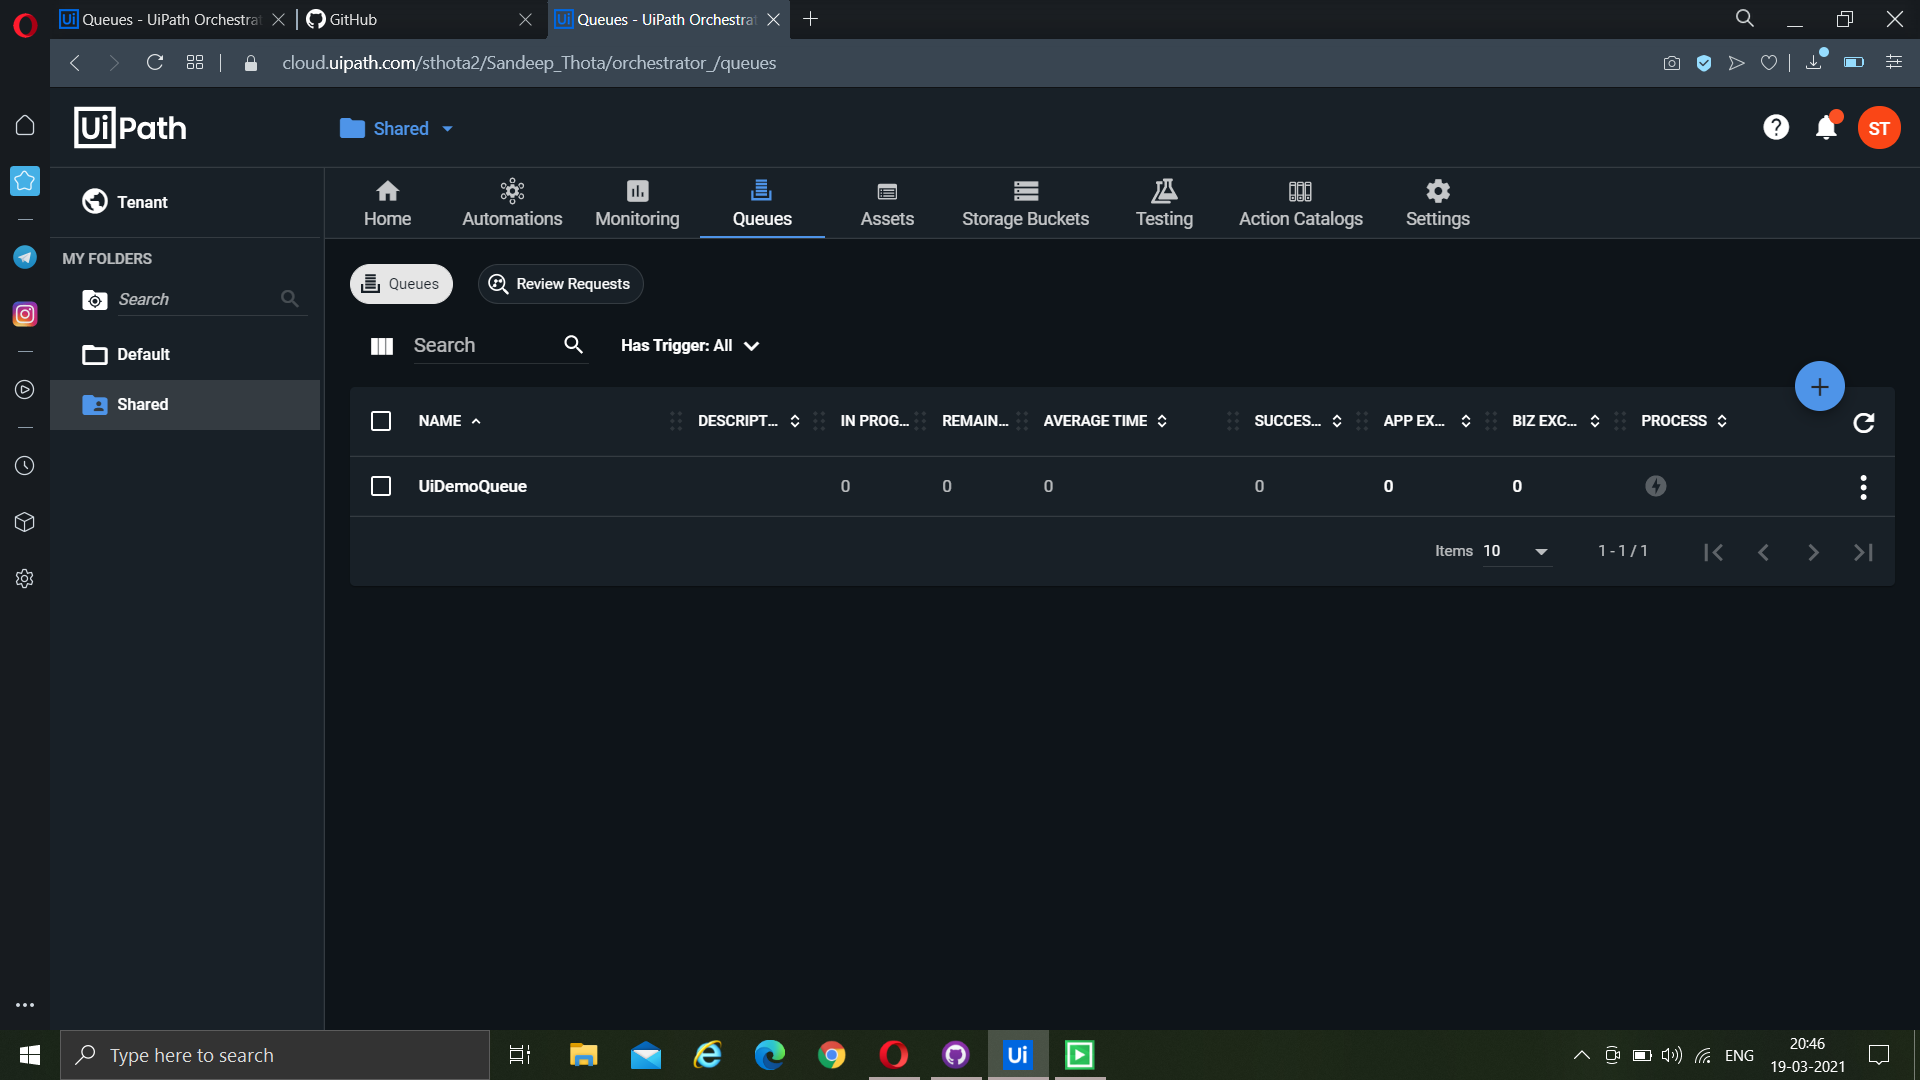 Queues - UiPath Orchestrat
GitHub
Queues - UiPath Orchestrat
cloud.uipath.com/sthota2/Sandeep_Thota/orchestrator_/queues
UiPath
Shared
ST
Tenant
Home
Automations
Monitoring
Queues
Assets
Storage Buckets
Testing
Action Catalogs
Settings
MY FOLDERS
Search
Default
Shared
Queues
Review Requests
Search
Has Trigger: All
NAME
DESCRIPT...
IN PROG...
REMAIN...
AVERAGE TIME
SUCCES...
APP EX...
BIZ EXC...
PROCESS
UiDemoQueue
0
0
0
0
0
0
Items 10
1 - 1 / 1
Type here to search
Ui
ENG
20:46
19-03-2021